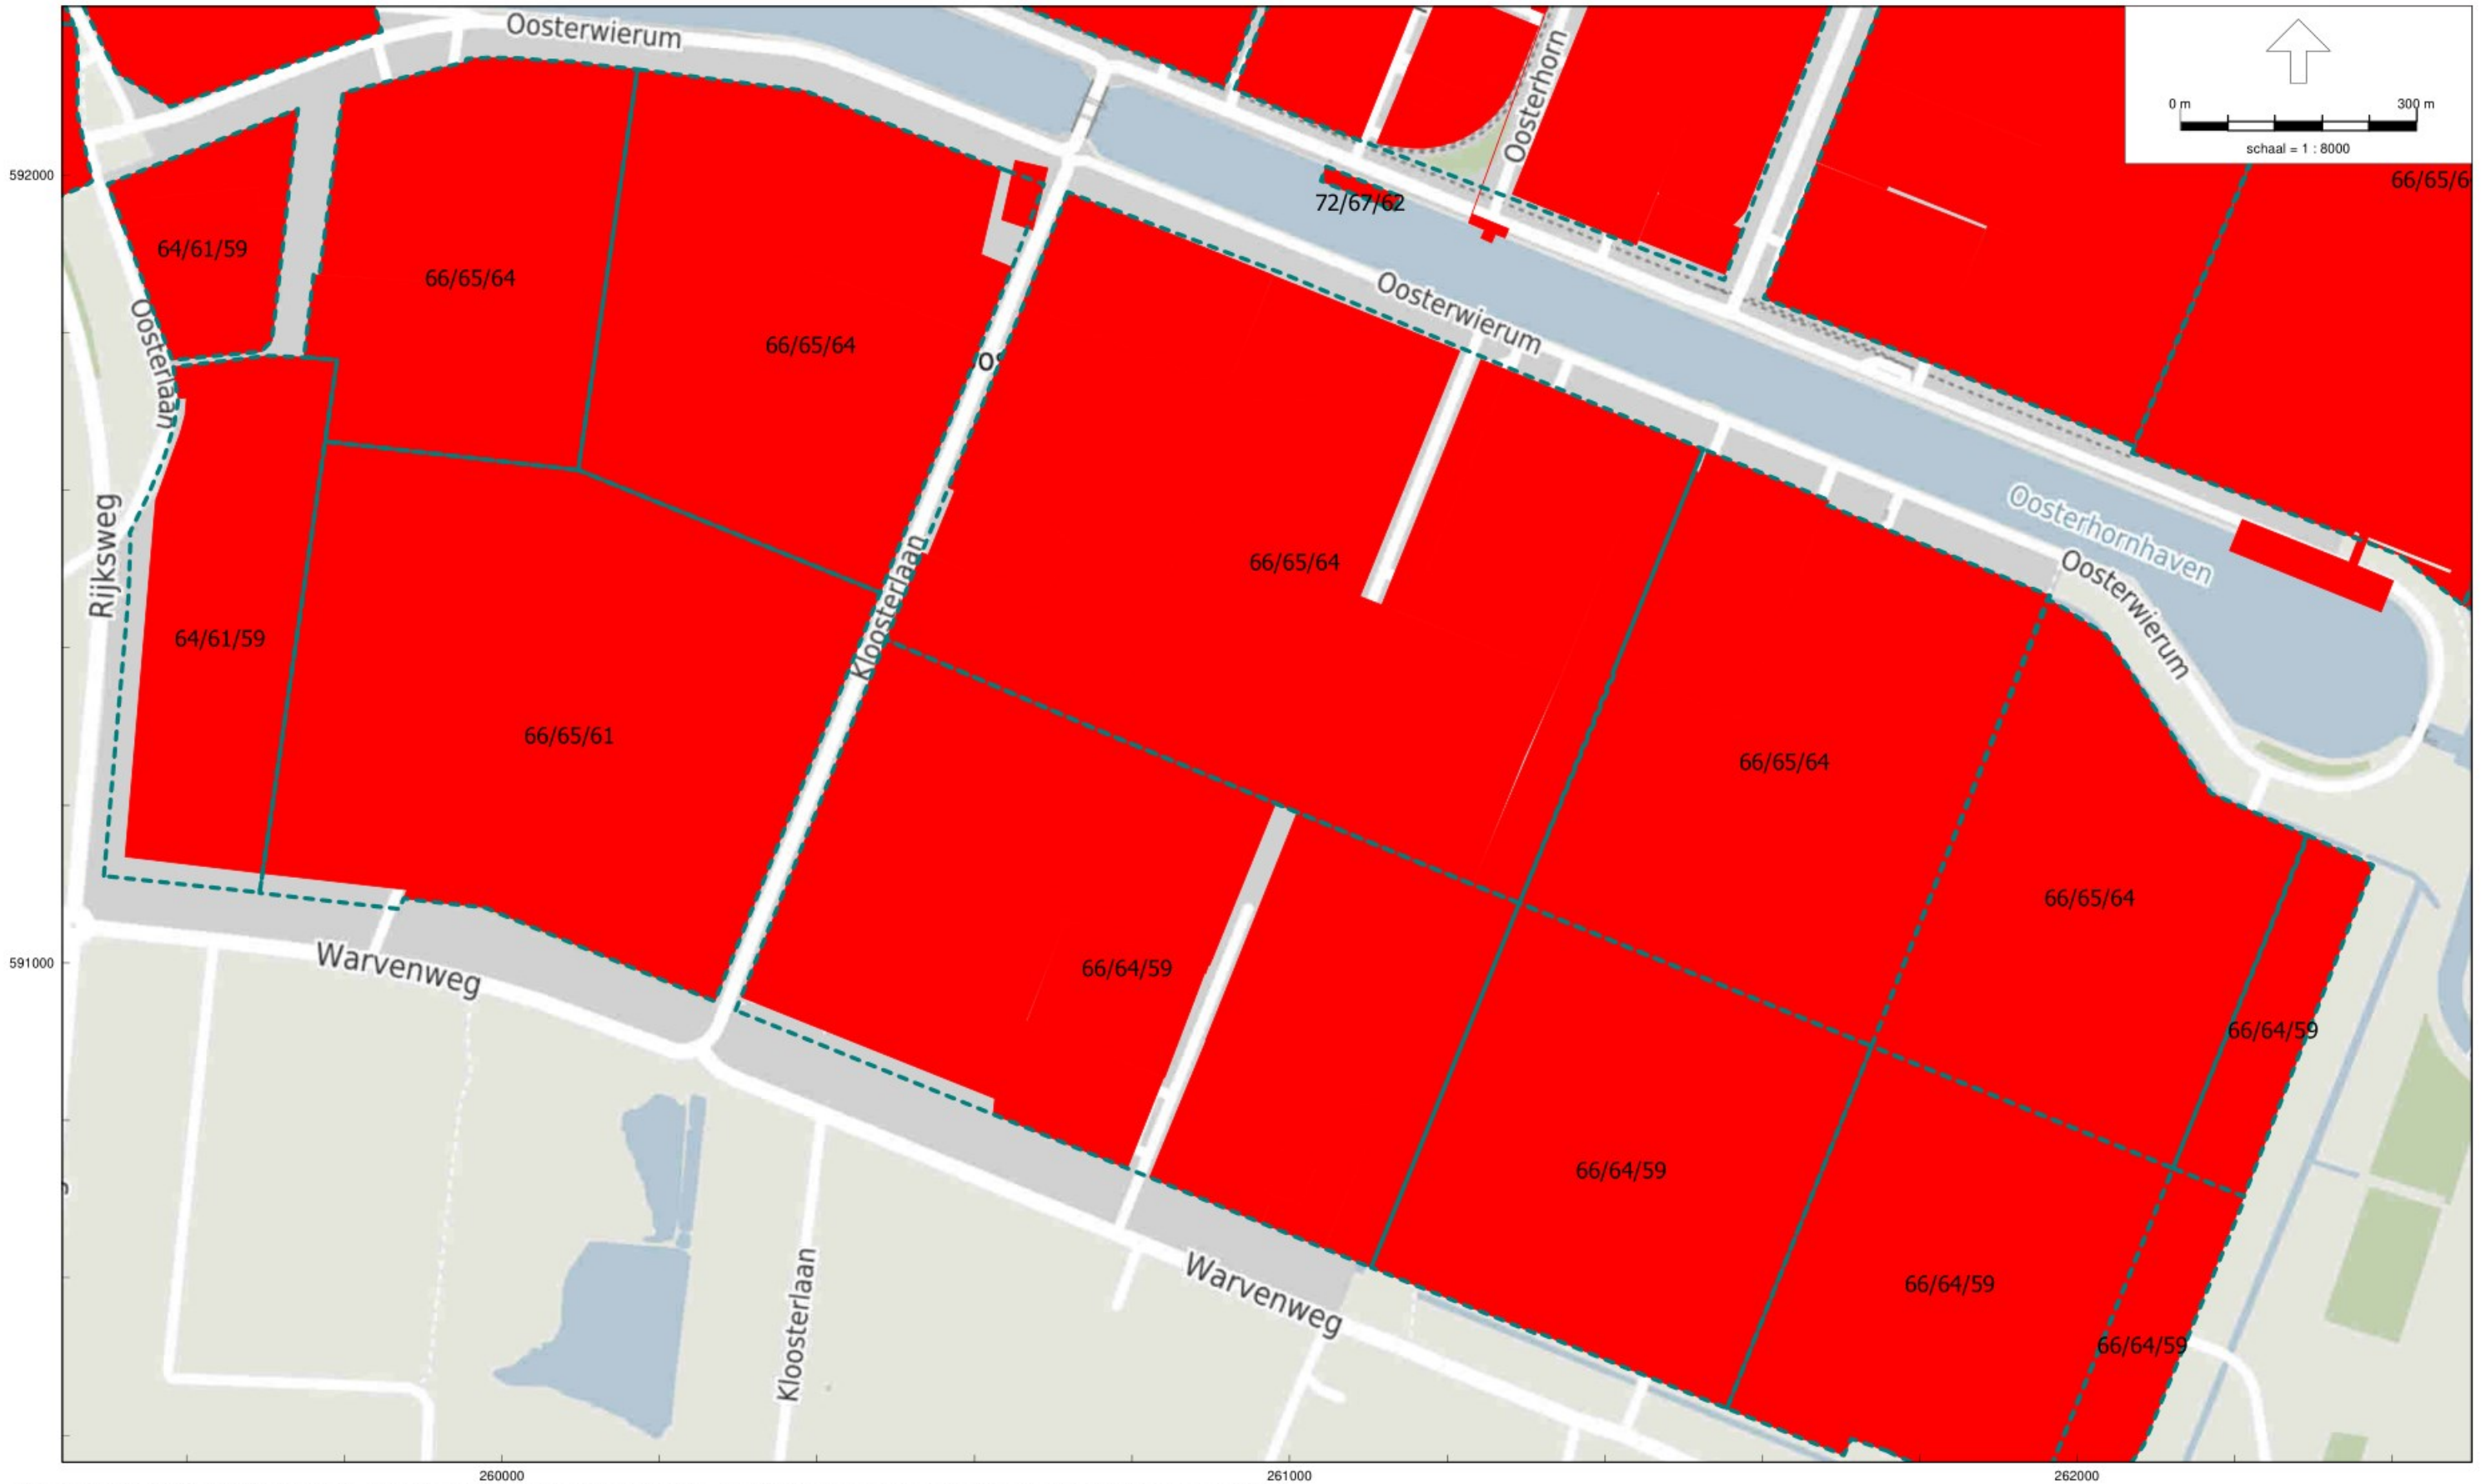 Oosterwierum
Oosterhorn
0 m
300 m
schaal = 1 : 8000
592000
66/65/6
72/67/62
64/61/59
66/65/64
Oosterwierum
Oosterlaan
66/65/64
Oosterhornhaven
Rijksweg
66/65/64
Oosterwierum
Kloosterlaan
64/61/59
66/65/61
66/65/64
66/65/64
591000
Warvenweg
66/64/59
66/64/59
66/64/59
66/64/59
Warvenweg
Kloosterlaan
66/64/59
260000
261000
262000